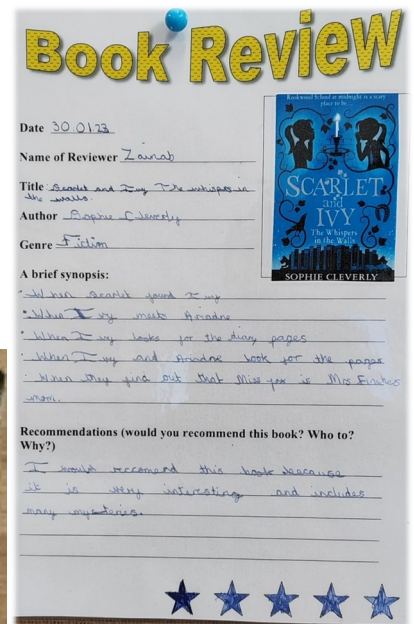 Book Review
Date 30.01.23
Name of Reviewer Zainab
Title Scarlet and Ivy The whispers in
the walls.
Author Sophie Cleverly
Genre Fiction
Rookwood School at midnight is a scary
place to be...
SCARLET
and
IVY
The Whispers
in the Walls
SOPHIE CLEVERLY
A brief synopsis:
• When Scarlet found Ivy
• When Ivy meets Ariadne
• When Ivy looks for the diary pages
• When Ivy and Ariadne look for the pages
When they find out that Miss fox is Mrs Finches
mom.
Recommendations (would you recommend this book? Who to?
Why?)
I would reccomend this book because
it is very interesting and includes
many mysteries.